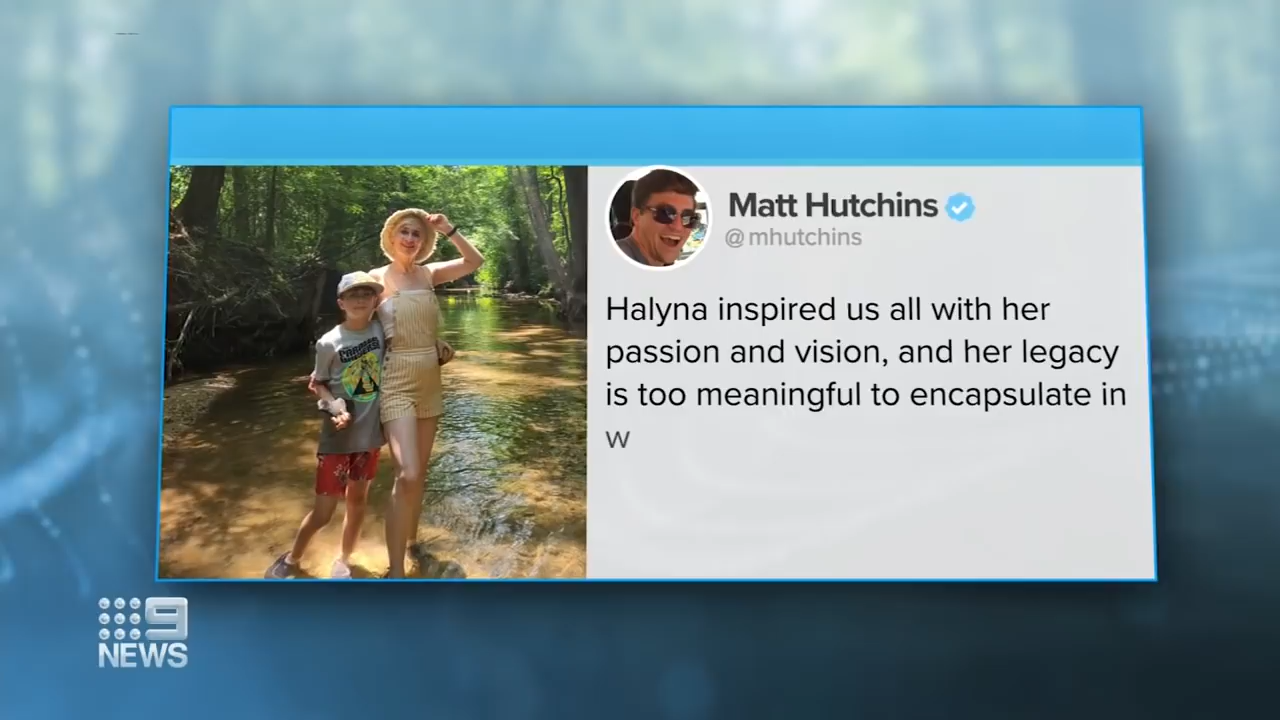 Matt Hutchins
@mhutchins
Halyna inspired us all with her
passion and vision, and her legacy
is too meaningful to encapsulate in
w
9
NEWS